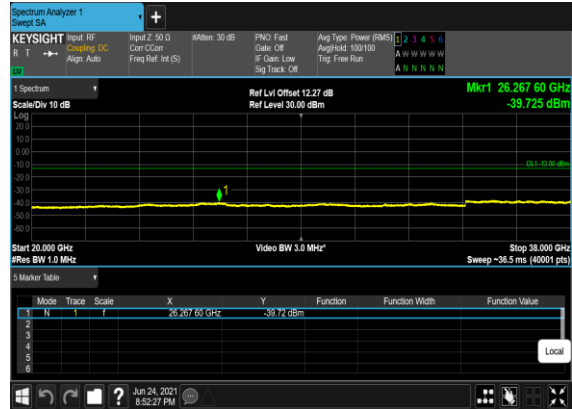 Spectrum Analyzer 1
Swept SA
+
KEYSIGHT Input: RF Input Z: 50 Ω #Atten: 30 dB PNO: Fast Avg Type: Power (RMS) 1 2 3 4 5 6
R T Coupling: DC Corr CCorr Gate: Off Avg|Hold: 100/100 A W W W W W
Align: Auto Freq Ref: Int (S) IF Gain: Low Trig: Free Run
Sig Track: Off A N N N N N
1 Spectrum Ref Lvl Offset 12.27 dB Mkr1 26.267 60 GHz
Scale/Div 10 dB Ref Level 30.00 dBm -39.725 dBm
Log
20.0
10.0
0.00
-10.0 DL1 -13.00 dBm
-20.0
-30.0 1
-40.0
-50.0
-60.0
Start 20.000 GHz Video BW 3.0 MHz* Stop 38.000 GHz
#Res BW 1.0 MHz Sweep ~36.5 ms (40001 pts)
5 Marker Table
Mode Trace Scale X Y Function Function Width Function Value
1 N 1 f 26.267 60 GHz -39.72 dBm
2
3
4
5
6
Local
? Jun 24, 2021
8:52:27 PM